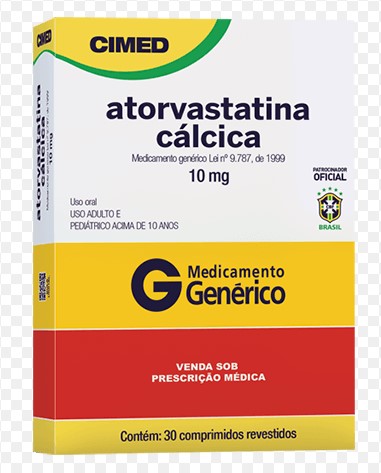 CIMED
atorvastatina
cálcica
Medicamento genérico Lei nº 9.787, de 1999
10 mg
Uso oral
USO ADULTO E
PEDIÁTRICO ACIMA DE 10 ANOS
PATROCINADOR
OFICIAL
BRASIL
G Medicamento
Genérico
VENDA SOB
PRESCRIÇÃO MÉDICA
Contém: 30 comprimidos revestidos
CIMED
atorvastatina
cálcica
10 mg